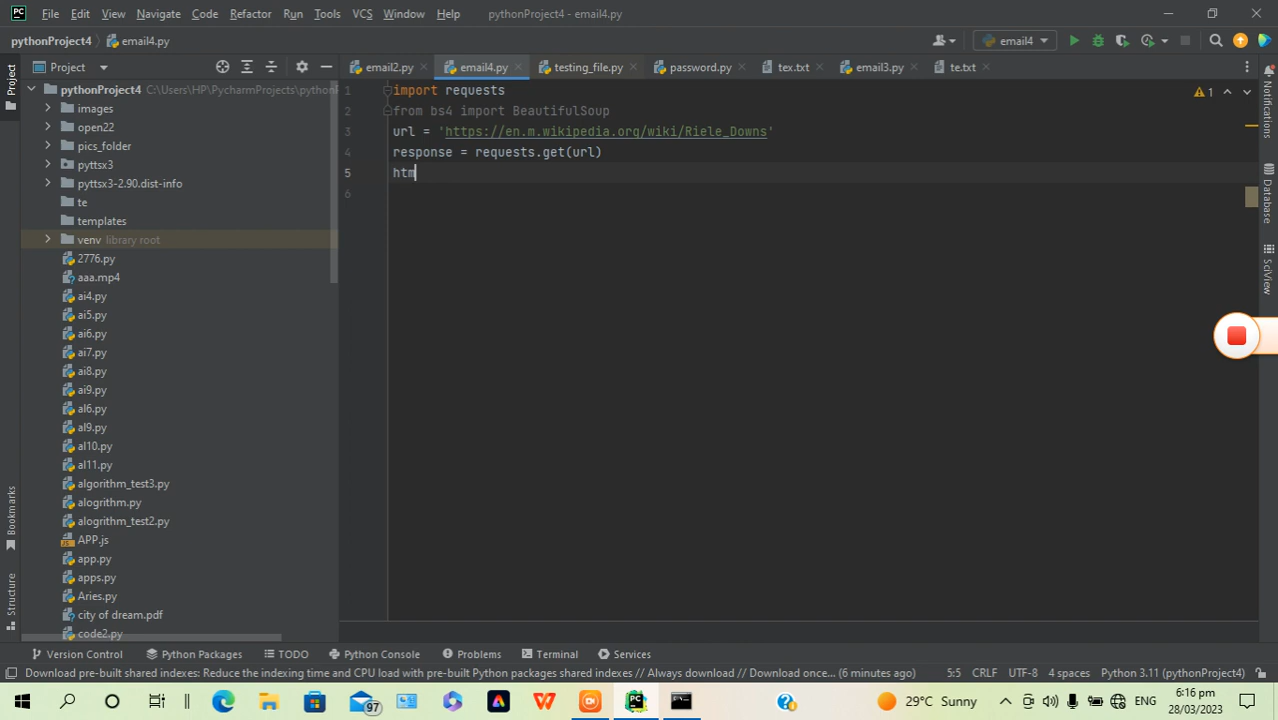 PC File Edit View Navigate Code Refactor Run Tools VCS Window Help pythonProject4 - email4.py
pythonProject4 email4.py email4
Project email2.py email4.py testing_file.py password.py tex.txt email3.py te.txt
Project
pythonProject4 C:\Users\HP\PycharmProjects\python
images
open22
pics_folder
pyttsx3
pyttsx3-2.90.dist-info
te
templates
venv library root
2776.py
aaa.mp4
ai4.py
ai5.py
ai6.py
ai7.py
ai8.py
ai9.py
al6.py
al9.py
al10.py
al11.py
algorithm_test3.py
alogrithm.py
alogrithm_test2.py
APP.js
app.py
apps.py
Aries.py
city of dream.pdf
code2.py
Bookmarks
Structure
1 import requests
2 from bs4 import BeautifulSoup
3 url = 'https://en.m.wikipedia.org/wiki/Riele_Downs'
4 response = requests.get(url)
5 htm
6
1
Notifications
Database
SciView
Version Control Python Packages TODO Python Console Problems Terminal Services
Download pre-built shared indexes: Reduce the indexing time and CPU load with pre-built Python packages shared indexes // Always download // Download once... (6 minutes ago) 5:5 CRLF UTF-8 4 spaces Python 3.11 (pythonProject4)
97 PC 29°C Sunny ENG 6:16 pm
28/03/2023